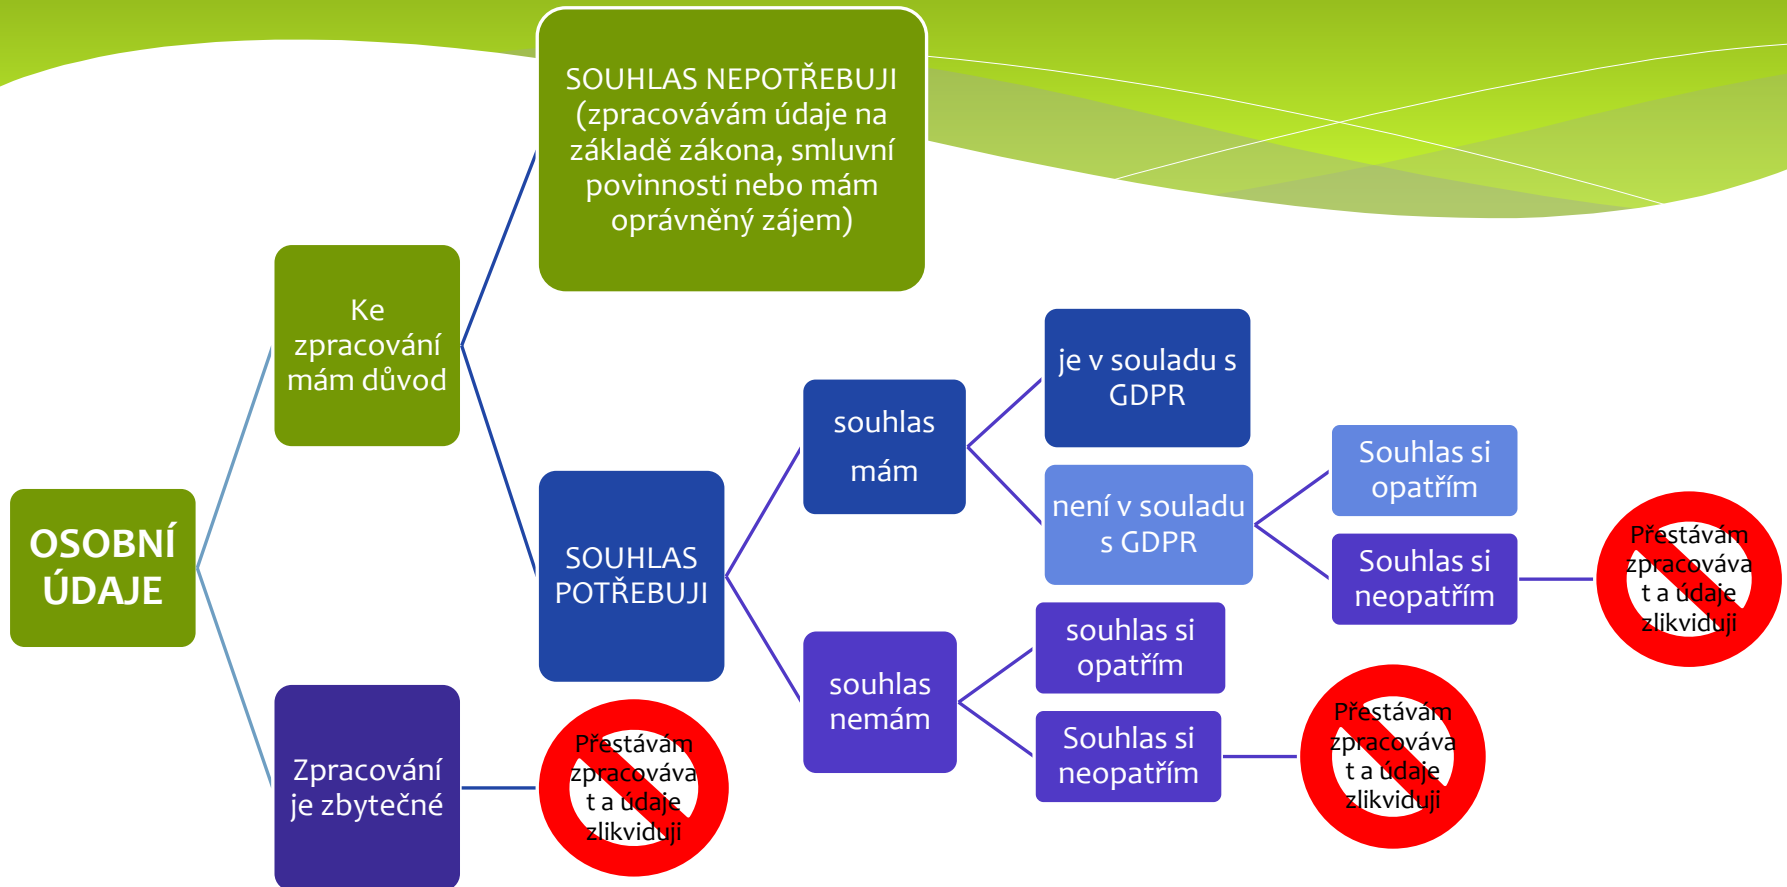 SOUHLAS NEPOTŘEBUJI
(zpracovávám údaje na
základě zákona, smluvní
povinnosti nebo mám
oprávněný zájem)
Ke
zpracování
mám důvod
je v souladu s
GDPR
souhlas
mám
Souhlas si
opatřím
není v souladu
s GDPR
OSOBNÍ
ÚDAJE
SOUHLAS
POTŘEBUJI
Souhlas si
neopatřím
Přestávám
zpracováva
t a údaje
zlikviduji
souhlas si
opatřím
souhlas
nemám
Souhlas si
neopatřím
Přestávám
zpracováva
t a údaje
zlikviduji
Zpracování
je zbytečné
Přestávám
zpracováva
t a údaje
zlikviduji